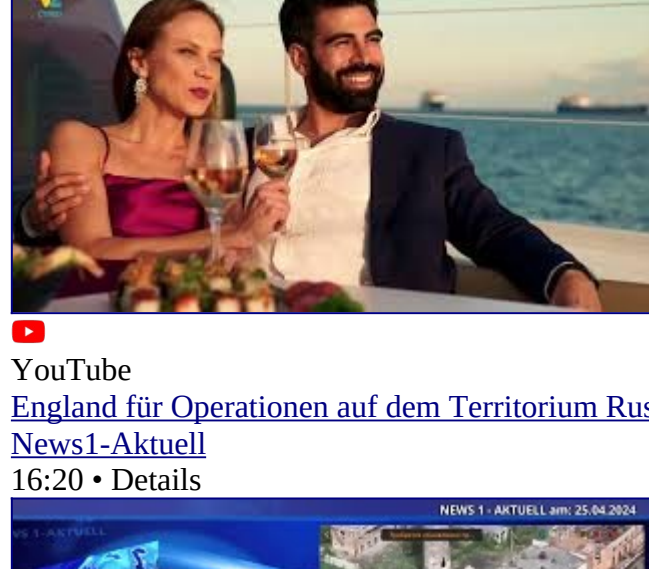 YouTube
England für Operationen auf dem Territorium Rus
News1-Aktuell
16:20 • Details
NEWS 1 - AKTUELL am: 25.04.2024